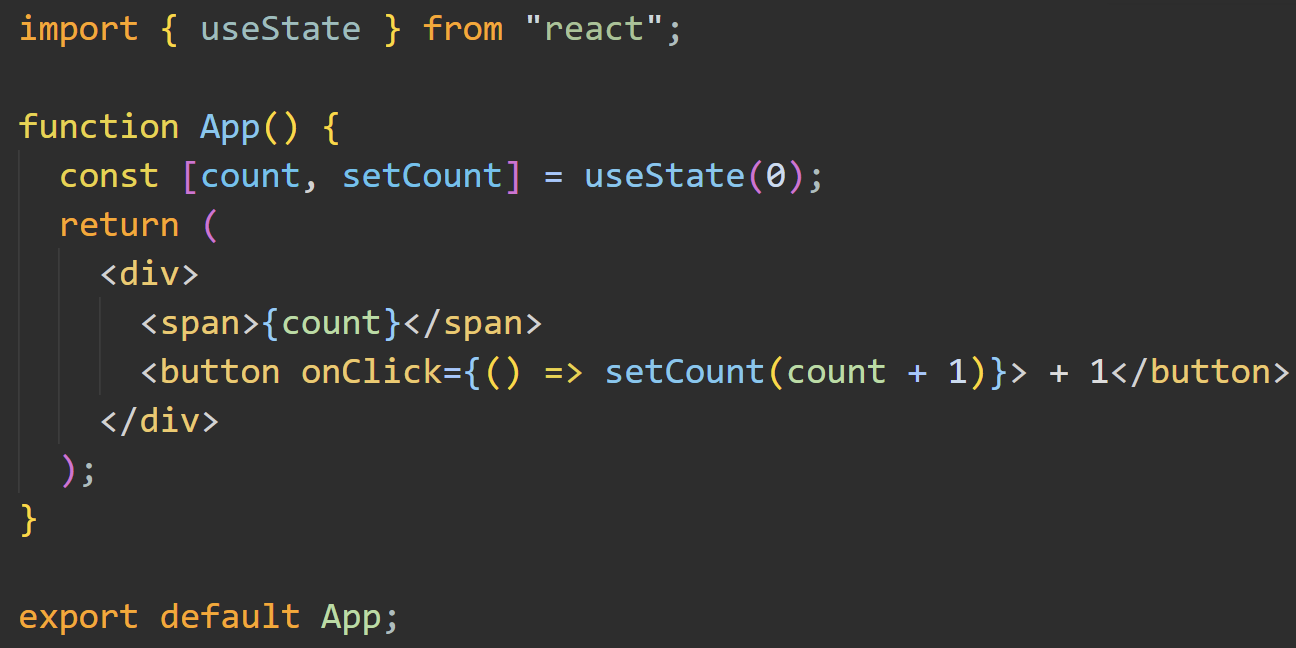 import { useState } from "react";

function App() {
  const [count, setCount] = useState(0);
  return (
    <div>
      <span>{count}</span>
      <button onClick={() => setCount(count + 1)}> + 1</button>
    </div>
  );
}

export default App;